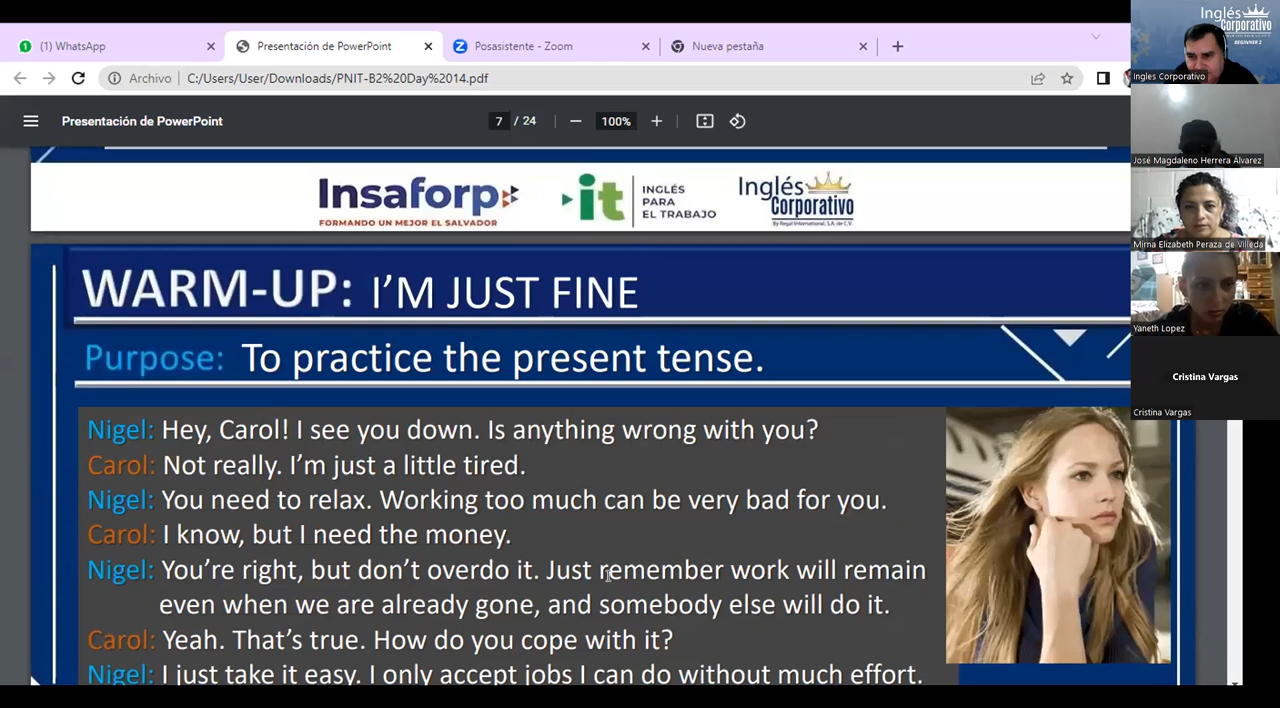 (1) WhatsApp
Presentación de PowerPoint
Posasistente - Zoom
Nueva pestaña
Archivo
C:/Users/User/Downloads/PNIT-B2%20Day%2014.pdf
Presentación de PowerPoint
7 / 24
100%
Insaforp
FORMANDO UN MEJOR EL SALVADOR
it
INGLÉS
PARA
EL TRABAJO
Inglés
Corporativo
By Regal International, S.A. de C.V.
WARM-UP: I'M JUST FINE
Purpose: To practice the present tense.
Nigel: Hey, Carol! I see you down. Is anything wrong with you?
Carol: Not really. I'm just a little tired.
Nigel: You need to relax. Working too much can be very bad for you.
Carol: I know, but I need the money.
Nigel: You're right, but don't overdo it. Just remember work will remain
even when we are already gone, and somebody else will do it.
Carol: Yeah. That's true. How do you cope with it?
Nigel: I just take it easy. I only accept jobs I can do without much effort.
Inglés
Corporativo
BEGINNER 2
Ingles Corporativo
José Magdaleno Herrera Álvarez
Mirna Elizabeth Peraza de Villeda
Yaneth Lopez
Cristina Vargas
Cristina Vargas